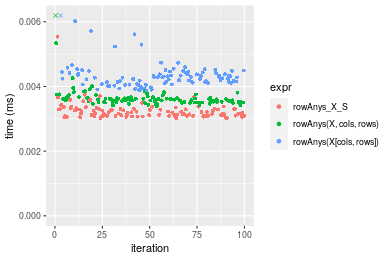 0.006
0.004
0.002
0.000
time (ms)
0
25
50
75
100
iteration
expr
rowAnys_X_S
rowAnys(X, cols, rows)
rowAnys(X[cols, rows])